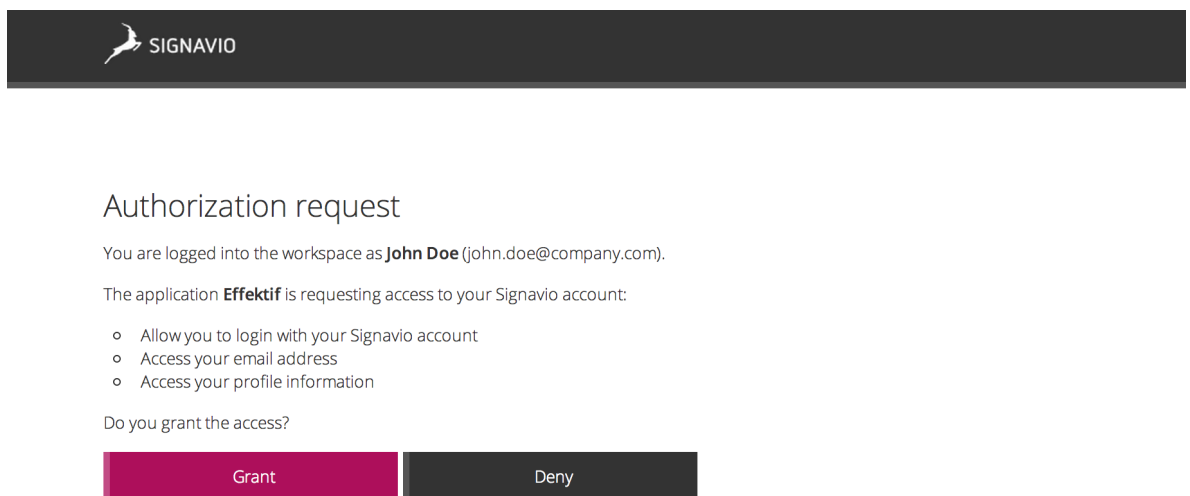 SIGNAVIO
Authorization request
You are logged into the workspace as John Doe (john.doe@company.com).
The application Effektif is requesting access to your Signavio account:
Allow you to login with your Signavio account
Access your email address
Access your profile information
Do you grant the access?
Grant
Deny